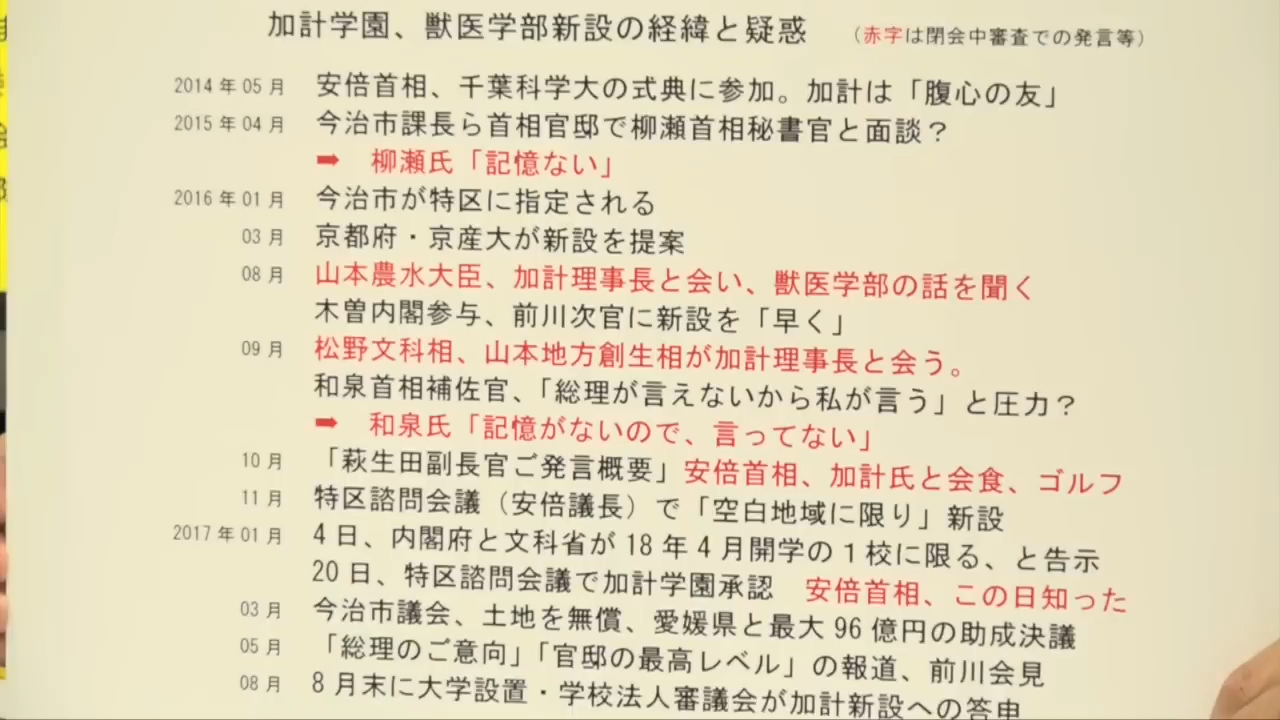 加計学園、獣医学部新設の経緯と疑惑 （赤字は閉会中審査での発言等）
2014年05月 安倍首相、千葉科学大の式典に参加。加計は「腹心の友」
2015年04月 今治市課長ら首相官邸で柳瀬首相秘書官と面談？
➡ 柳瀬氏「記憶ない」
2016年01月 今治市が特区に指定される
03月 京都府・京産大が新設を提案
08月 山本農水大臣、加計理事長と会い、獣医学部の話を聞く
木曽内閣参与、前川次官に新設を「早く」
09月 松野文科相、山本地方創生相が加計理事長と会う。
和泉首相補佐官、「総理が言えないから私が言う」と圧力？
➡ 和泉氏「記憶がないので、言ってない」
10月 「萩生田副長官ご発言概要」安倍首相、加計氏と会食、ゴルフ
11月 特区諮問会議（安倍議長）で「空白地域に限り」新設
2017年01月 4日、内閣府と文科省が18年4月開学の1校に限る、と告示
20日、特区諮問会議で加計学園承認 安倍首相、この日知った
03月 今治市議会、土地を無償、愛媛県と最大96億円の助成決議
05月 「総理のご意向」「官邸の最高レベル」の報道、前川会見
08月 8月末に大学設置・学校法人審議会が加計新設への答申